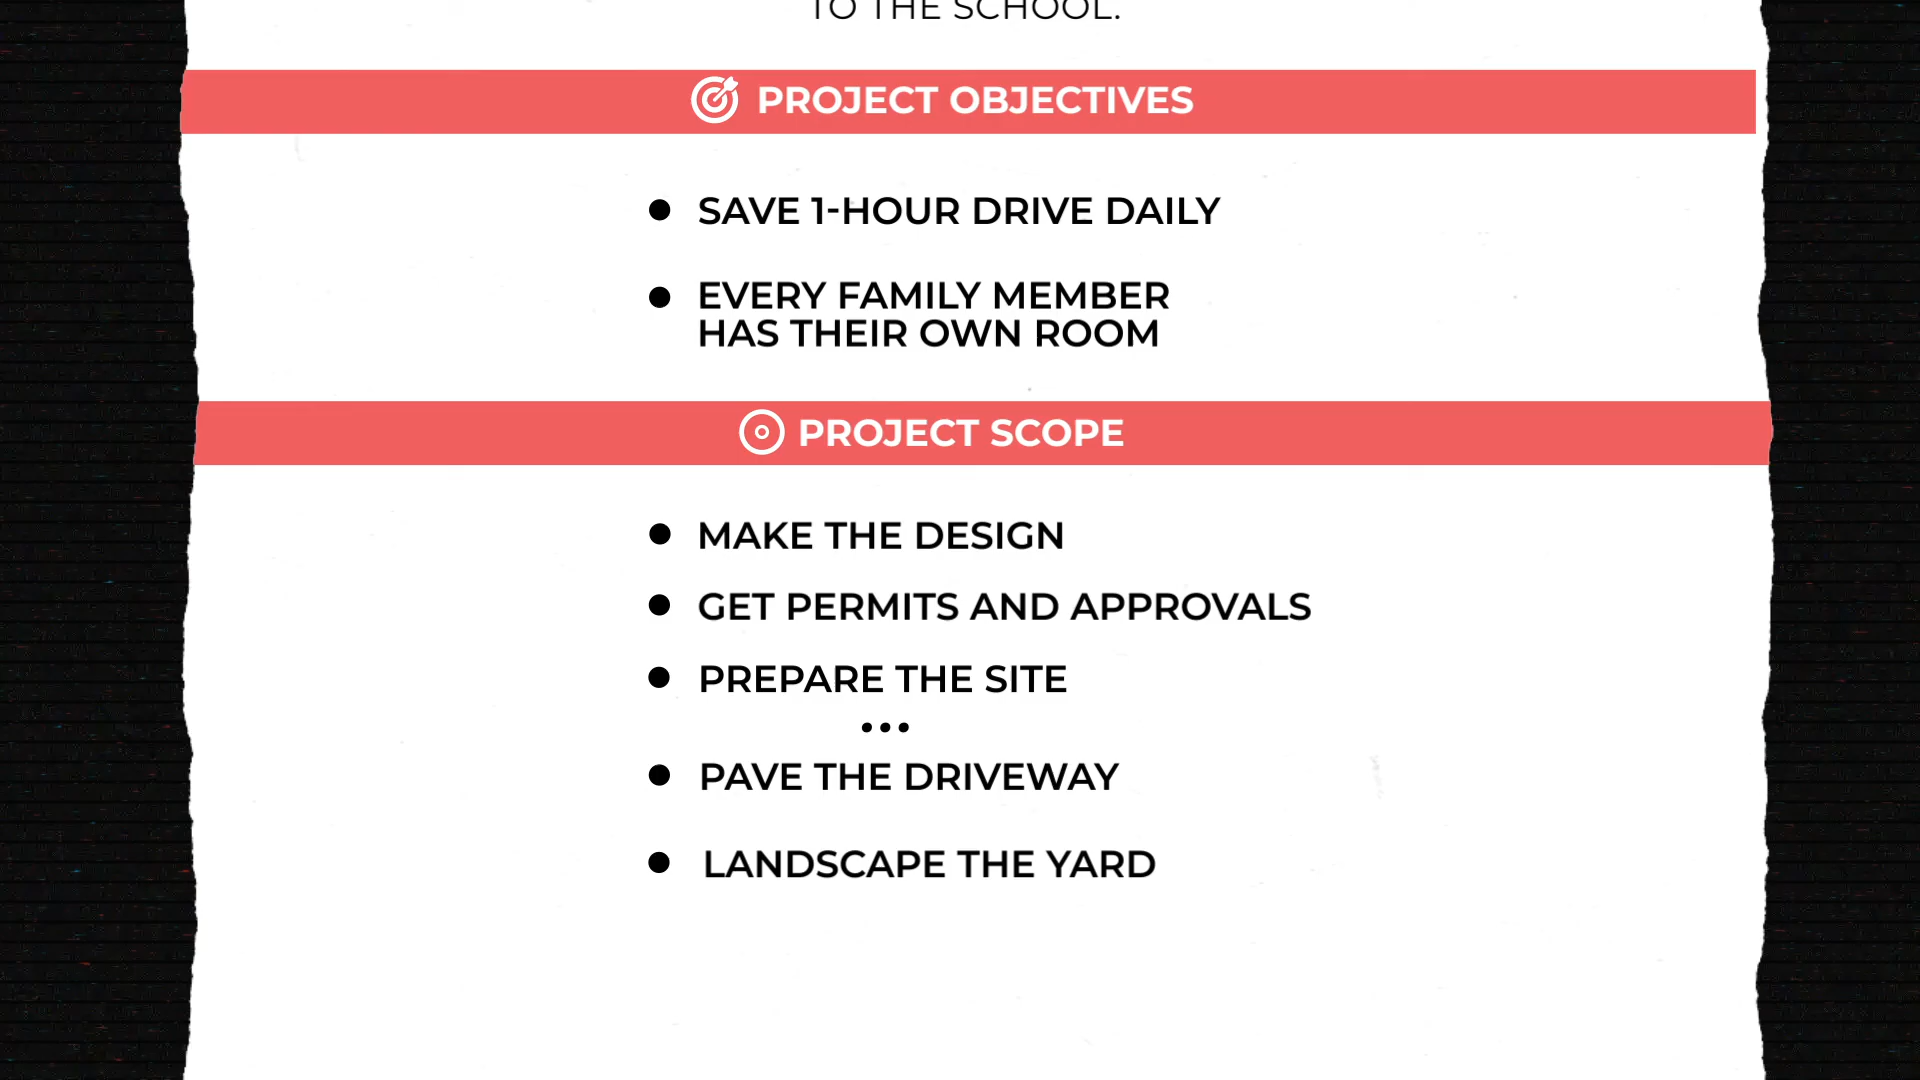 TO THE SCHOOL.
PROJECT OBJECTIVES
● SAVE 1-HOUR DRIVE DAILY
● EVERY FAMILY MEMBER
HAS THEIR OWN ROOM
PROJECT SCOPE
● MAKE THE DESIGN
● GET PERMITS AND APPROVALS
● PREPARE THE SITE
...
● PAVE THE DRIVEWAY
● LANDSCAPE THE YARD